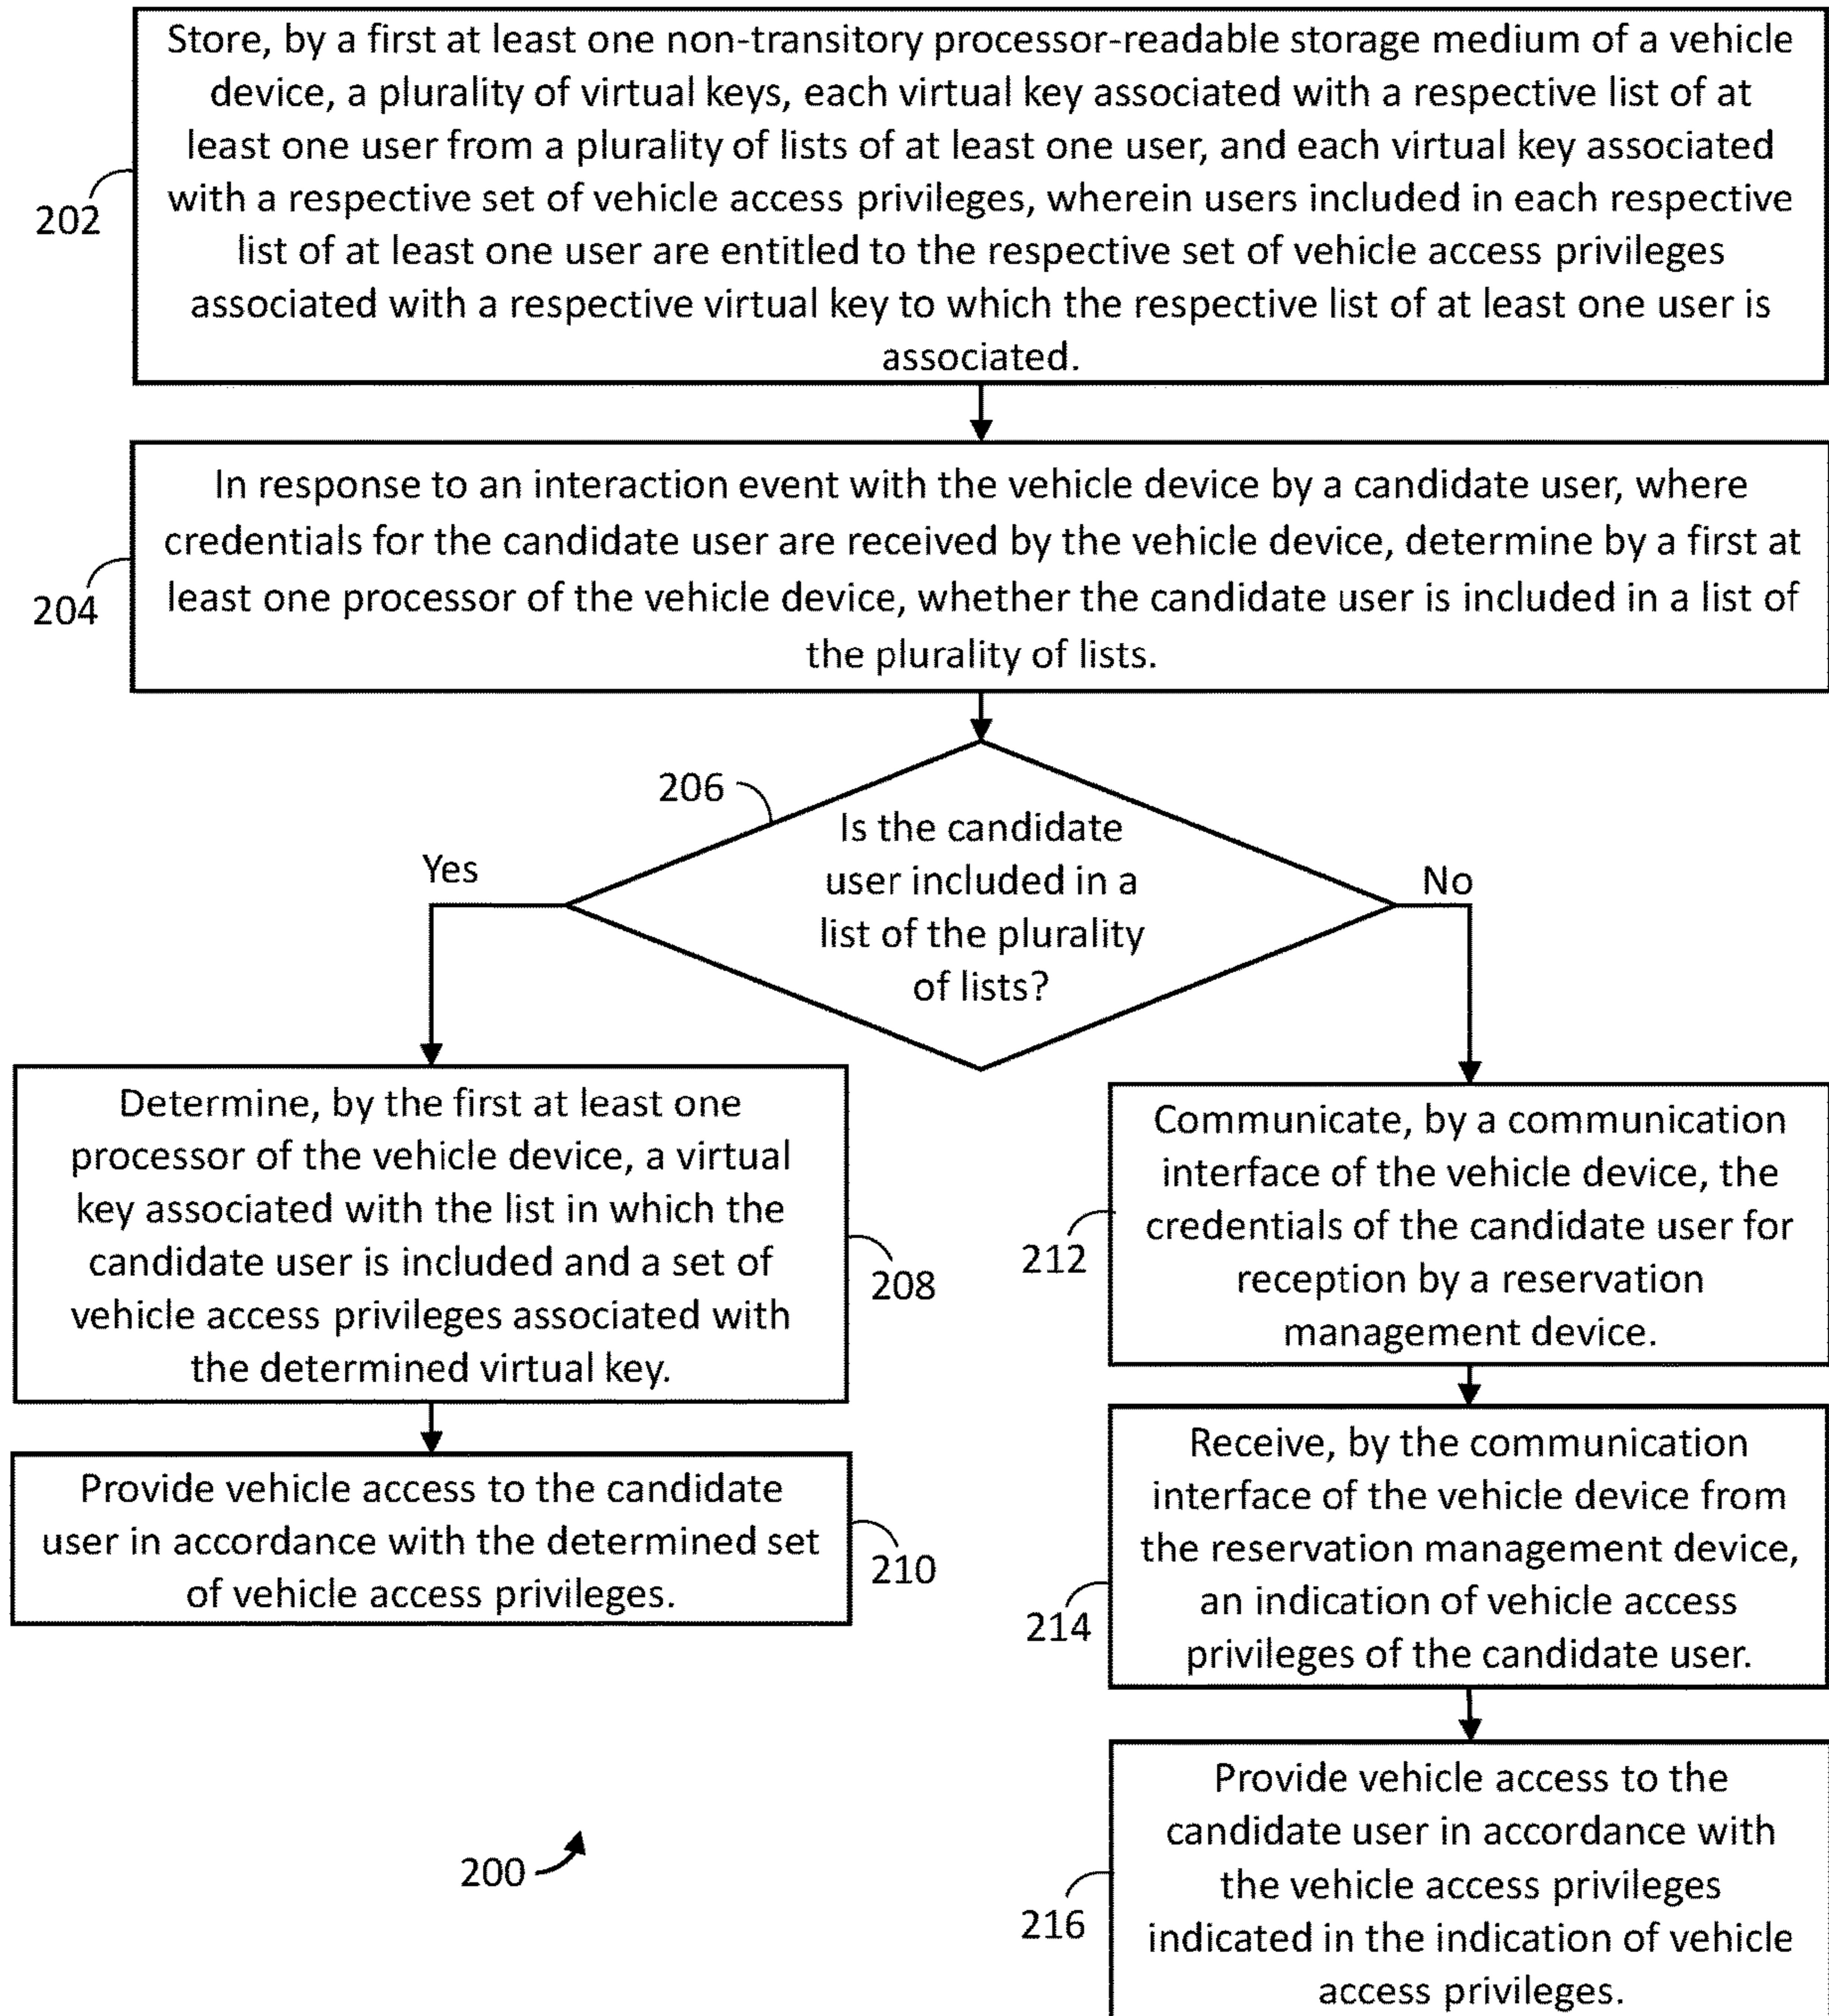 Store, by a first at least one non-transitory processor-readable storage medium of a vehicle
device, a plurality of virtual keys, each virtual key associated with a respective list of at
least one user from a plurality of lists of at least one user, and each virtual key associated
with a respective set of vehicle access privileges, wherein users included in each respective
list of at least one user are entitled to the respective set of vehicle access privileges
associated with a respective virtual key to which the respective list of at least one user is
associated.
202
In response to an interaction event with the vehicle device by a candidate user, where
credentials for the candidate user are received by the vehicle device, determine by a first at
least one processor of the vehicle device, whether the candidate user is included in a list of
the plurality of lists.
204
206
Is the candidate
user included in a
list of the plurality
of lists?
Yes
No
Determine, by the first at least one
processor of the vehicle device, a virtual
key associated with the list in which the
candidate user is included and a set of
vehicle access privileges associated with
the determined virtual key.
208
Provide vehicle access to the candidate
user in accordance with the determined set
of vehicle access privileges.
210
Communicate, by a communication
interface of the vehicle device, the
credentials of the candidate user for
reception by a reservation
management device.
212
Receive, by the communication
interface of the vehicle device from
the reservation management device,
an indication of vehicle access
privileges of the candidate user.
214
Provide vehicle access to the
candidate user in accordance with
the vehicle access privileges
indicated in the indication of vehicle
access privileges.
216
200